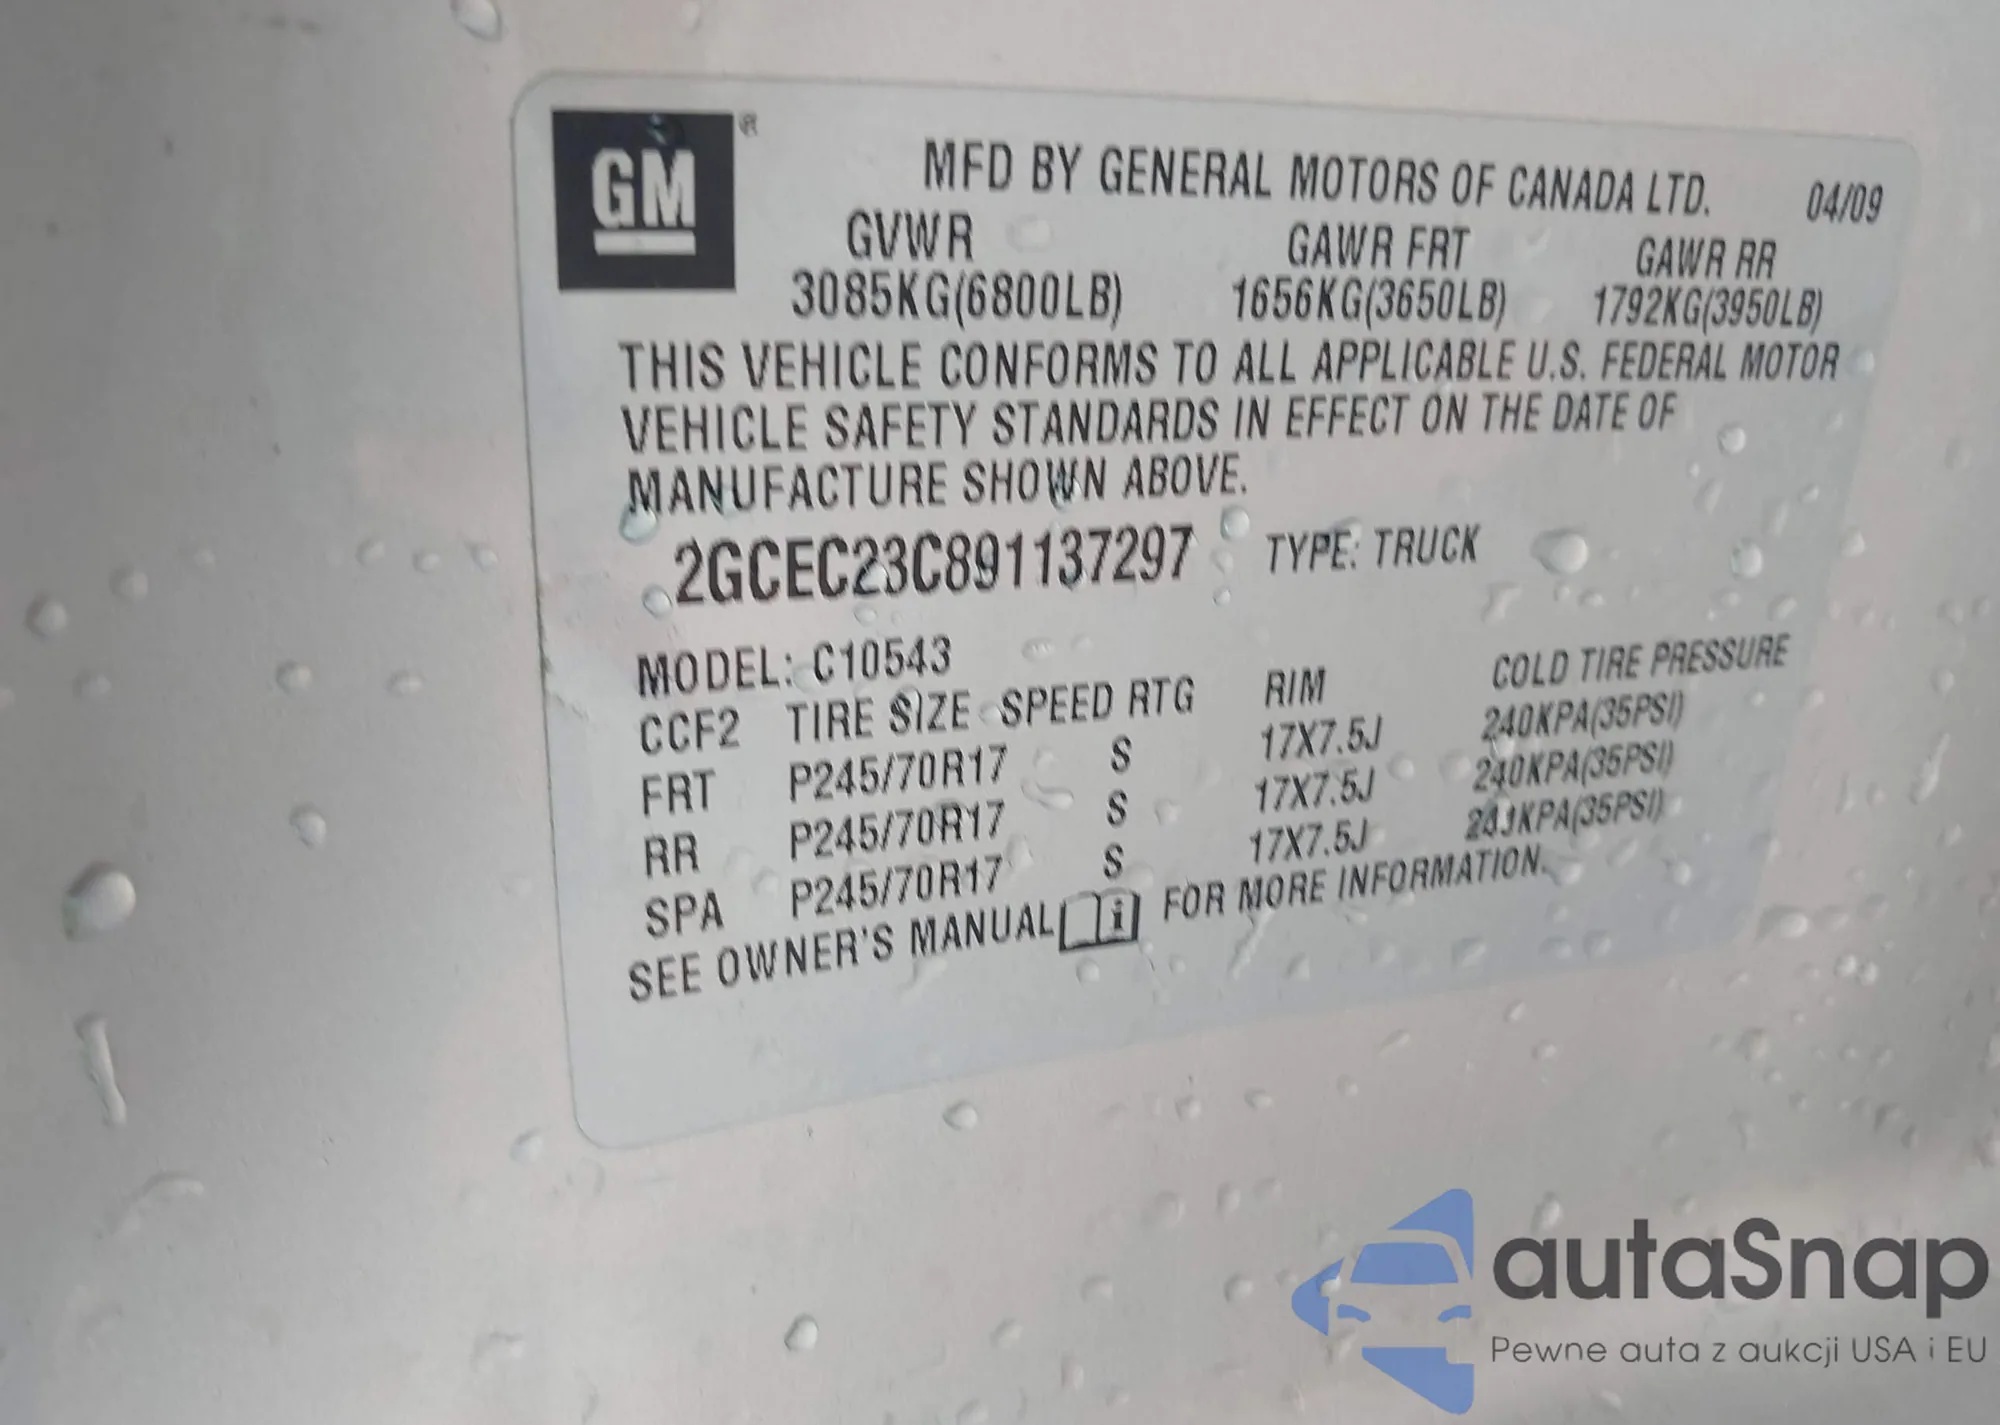 GM®
MFD BY GENERAL MOTORS OF CANADA LTD. 04/09
GVWR GAWR FRT GAWR RR
3085KG(6800LB) 1656KG(3650LB) 1792KG(3950LB)
THIS VEHICLE CONFORMS TO ALL APPLICABLE U.S. FEDERAL MOTOR
VEHICLE SAFETY STANDARDS IN EFFECT ON THE DATE OF
MANUFACTURE SHOWN ABOVE.
2GCEC23C891137297 TYPE: TRUCK
MODEL: C10543
CCF2 TIRE SIZE SPEED RTG RIM COLD TIRE PRESSURE
FRT P245/70R17 S 17X7.5J 240KPA(35PSI)
RR P245/70R17 S 17X7.5J 240KPA(35PSI)
SPA P245/70R17 S 17X7.5J 240KPA(35PSI)
SEE OWNER'S MANUAL i FOR MORE INFORMATION.
autaSnap
Pewne auta z aukcji USA i EU